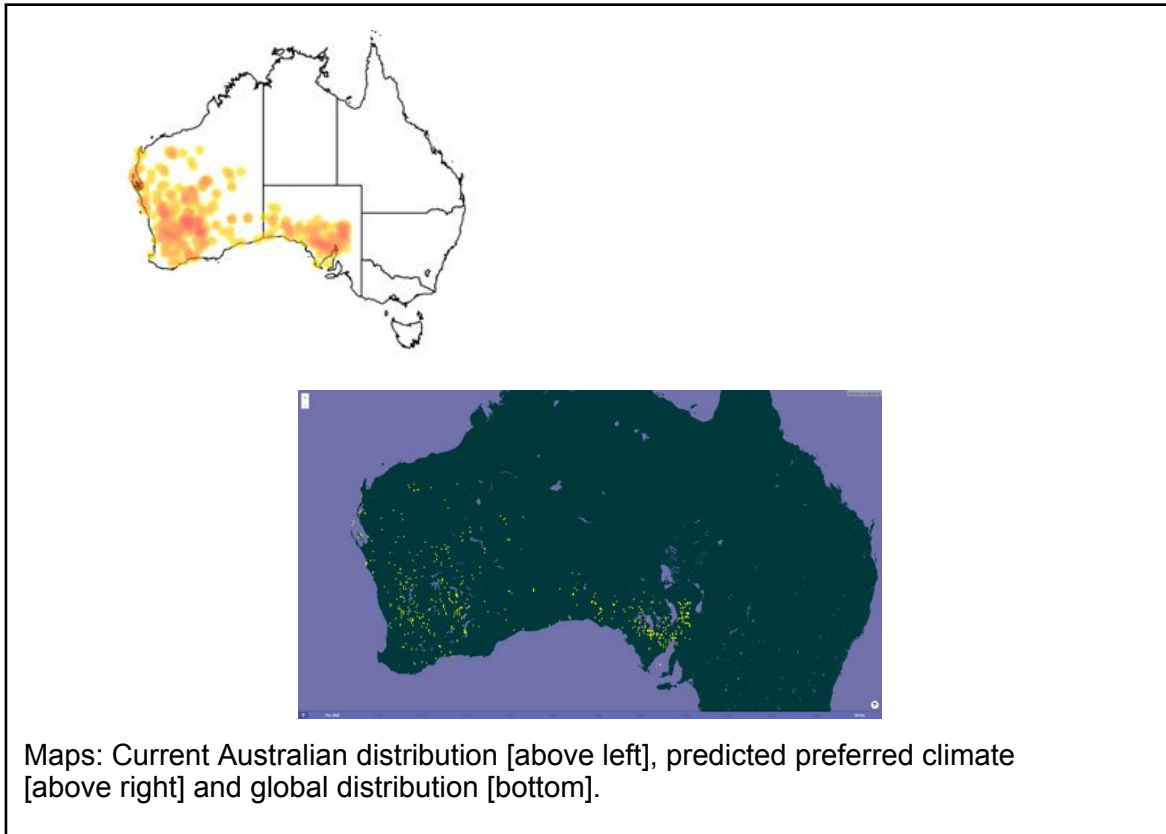 Maps: Current Australian distribution [above left], predicted preferred climate
[above right] and global distribution [bottom].